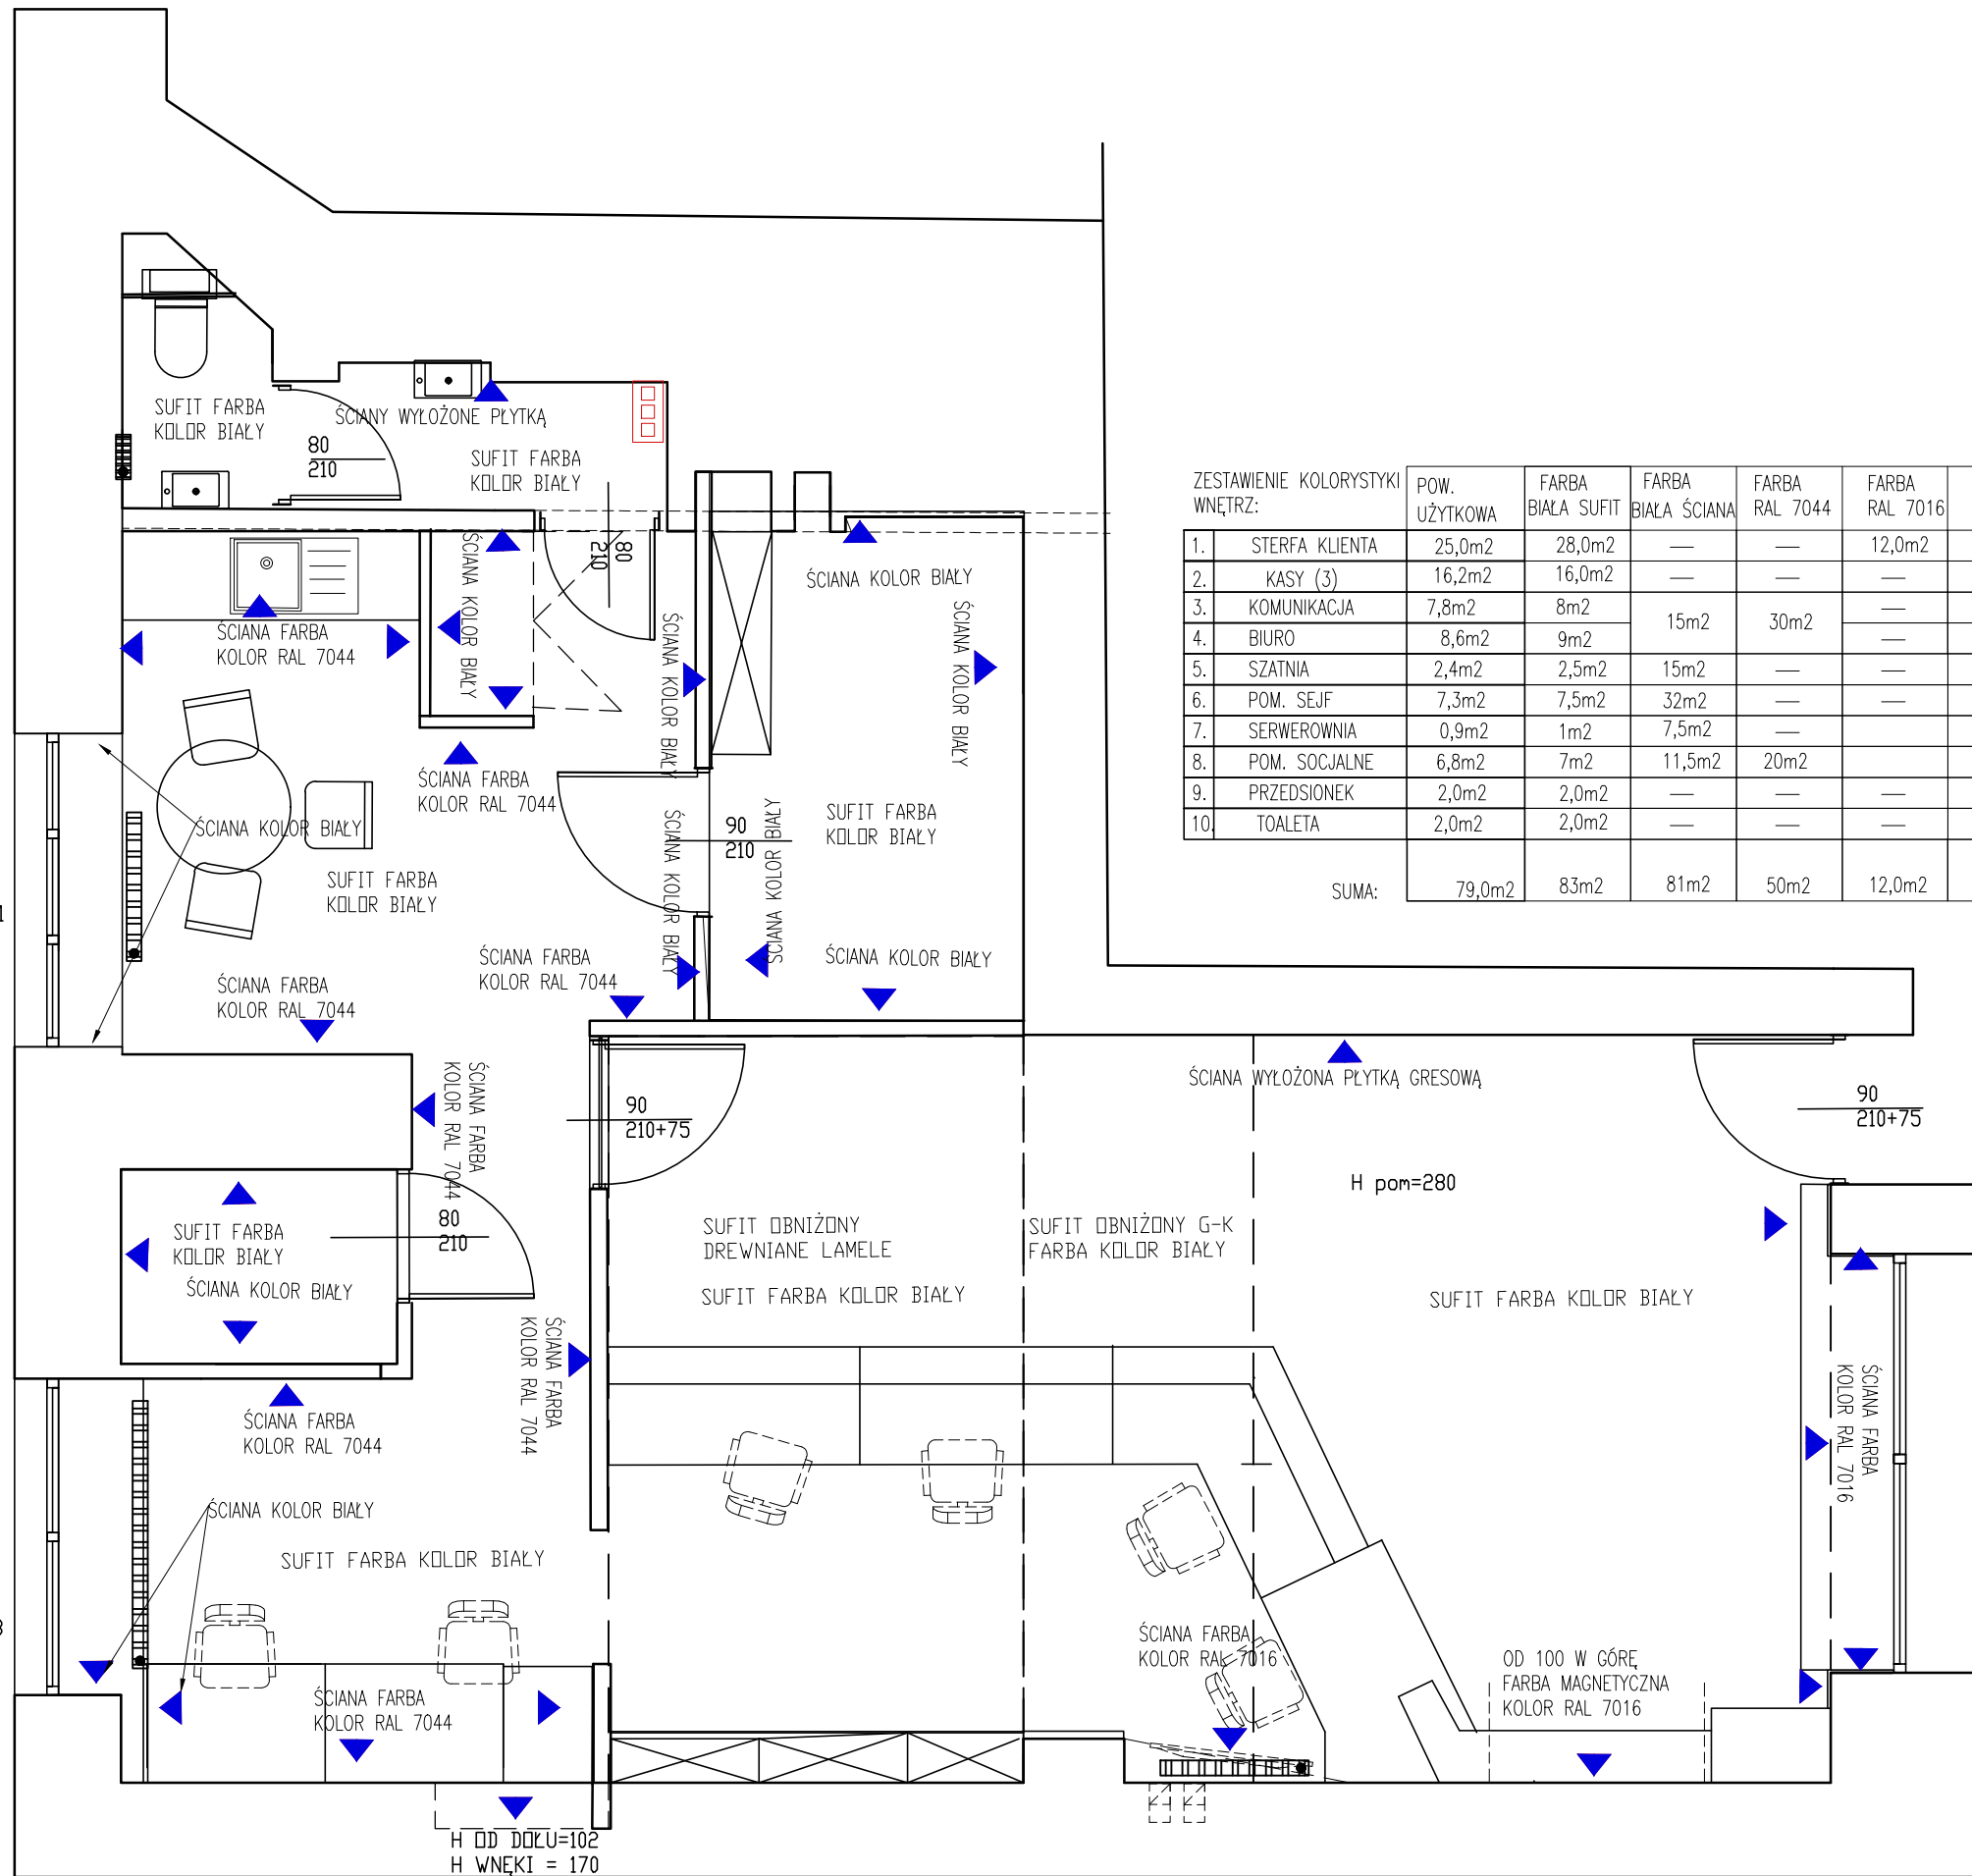 SUFIT FARBA
KOLOR BIAŁY
ŚCIANY WYŁOŻONE PŁYTKĄ
80
210
SUFIT FARBA
KOLOR BIAŁY
80
210
ŚCIANA KOLOR BIAŁY
ŚCIANA FARBA
KOLOR RAL 7044
ŚCIANA KOLOR BIAŁY
ŚCIANA KOLOR BIAŁY
ŚCIANA KOLOR BIAŁY
ŚCIANA FARBA
KOLOR RAL 7044
ŚCIANA KOLOR BIAŁY
SUFIT FARBA
KOLOR BIAŁY
90
210
ŚCIANA KOLOR BIAŁY
ŚCIANA KOLOR BIAŁY
SUFIT FARBA
KOLOR BIAŁY
ŚCIANA FARBA
KOLOR RAL 7044
ŚCIANA KOLOR BIAŁY
ŚCIANA FARBA
KOLOR RAL 7044
ZESTAWIENIE KOLORYSTYKI WNĘTRZ: POW. UŻYTKOWA FARBA BIAŁA SUFIT FARBA BIAŁA ŚCIANA FARBA RAL 7044 FARBA RAL 7016
1. STERFA KLIENTA 25,0m2 28,0m2 — — 12,0m2
2. KASY (3) 16,2m2 16,0m2 — — —
3. KOMUNIKACJA 7,8m2 8m2 15m2 30m2 —
4. BIURO 8,6m2 9m2 —
5. SZATNIA 2,4m2 2,5m2 15m2 — —
6. POM. SEJF 7,3m2 7,5m2 32m2 — —
7. SERWEROWNIA 0,9m2 1m2 7,5m2 —
8. POM. SOCJALNE 6,8m2 7m2 11,5m2 20m2
9. PRZEDSIONEK 2,0m2 2,0m2 — — —
10. TOALETA 2,0m2 2,0m2 — — —
SUMA: 79,0m2 83m2 81m2 50m2 12,0m2
ŚCIANA FARBA
KOLOR RAL 7044
90
210+75
ŚCIANA WYŁOŻONA PŁYTKĄ GRESOWĄ
90
210+75
H pom=280
SUFIT FARBA
KOLOR BIAŁY
ŚCIANA KOLOR BIAŁY
80
210
SUFIT OBNIŻONY
DREWNIANE LAMELE
SUFIT FARBA KOLOR BIAŁY
SUFIT OBNIŻONY G-K
FARBA KOLOR BIAŁY
SUFIT FARBA KOLOR BIAŁY
ŚCIANA FARBA
KOLOR RAL 7044
ŚCIANA FARBA
KOLOR RAL 7016
ŚCIANA FARBA
KOLOR RAL 7044
ŚCIANA KOLOR BIAŁY
SUFIT FARBA KOLOR BIAŁY
ŚCIANA FARBA
KOLOR RAL 7044
ŚCIANA FARBA
KOLOR RAL 7016
OD 100 W GÓRĘ
FARBA MAGNETYCZNA
KOLOR RAL 7016
H OD DOŁU=102
H WNĘKI = 170